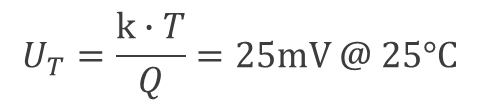 U_T = k · T / Q = 25mV @ 25°C